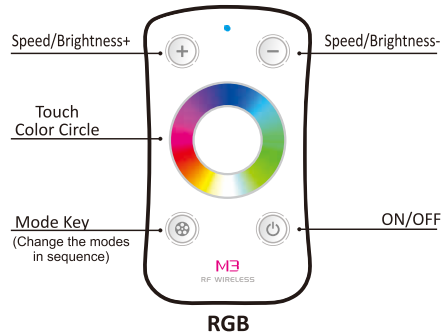 Speed/Brightness+
Speed/Brightness-
Touch
Color Circle
Mode Key
(Change the modes
in sequence)
ON/OFF
M3
RF WIRELESS
RGB